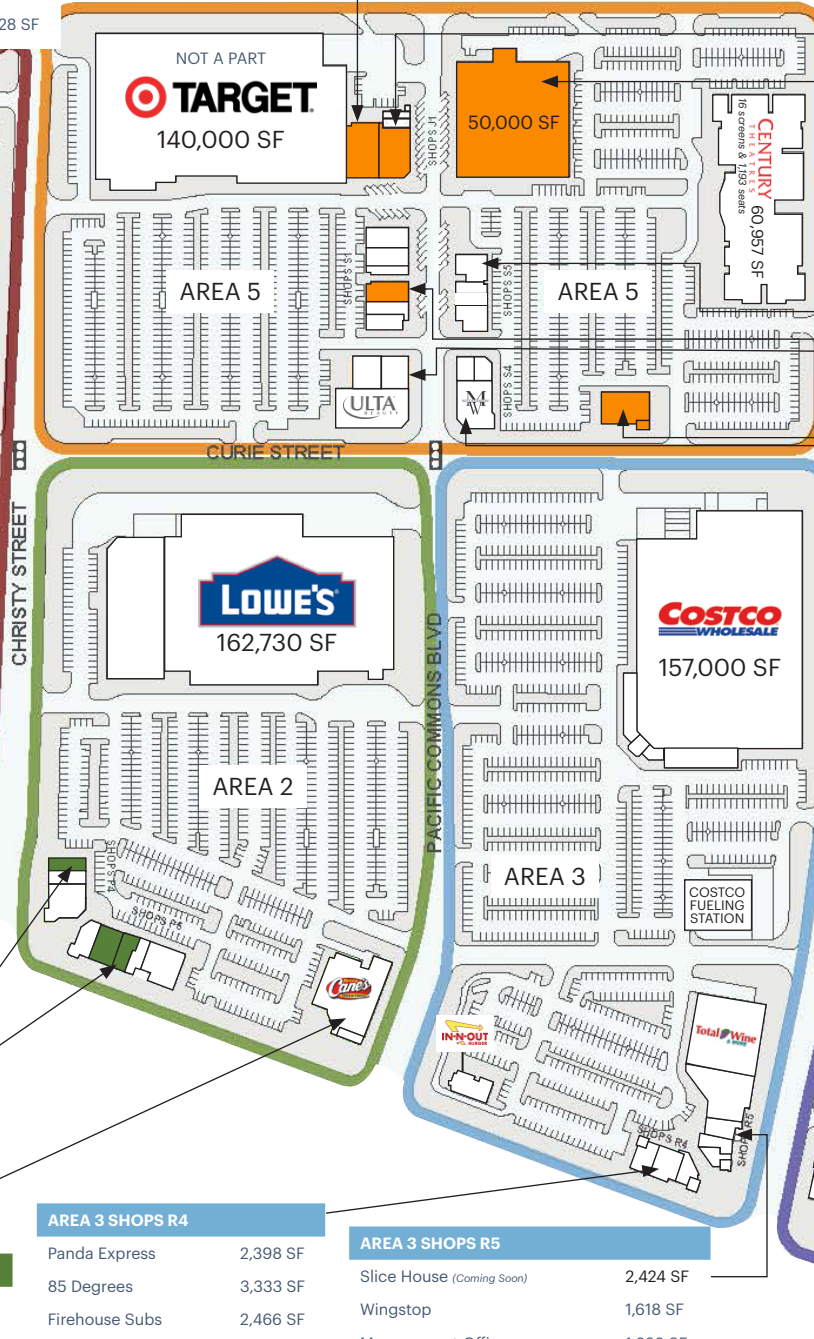 28 SF
NOT A PART
TARGET
140,000 SF
SHOPS J1
50,000 SF
CENTURY
THEATRES
60,957 SF
16 screens & 1,193 seats
AREA 5
SHOPS S1
SHOPS S5
AREA 5
ULTA
BEAUTY
MW
SHOPS S4
CURIE STREET
CHRISTY STREET
LOWE'S
162,730 SF
PACIFIC COMMONS BLVD
COSTCO
WHOLESALE
157,000 SF
AREA 2
AREA 3
COSTCO
FUELING
STATION
SHOPS P4
Cane's
IN-N-OUT
BURGER
Total Wine
& MORE
SHOPS R4
SHOPS R5
AREA 3 SHOPS R4
Panda Express 2,398 SF
85 Degrees 3,333 SF
Firehouse Subs 2,466 SF
AREA 3 SHOPS R5
Slice House (Coming Soon) 2,424 SF
Wingstop 1,618 SF